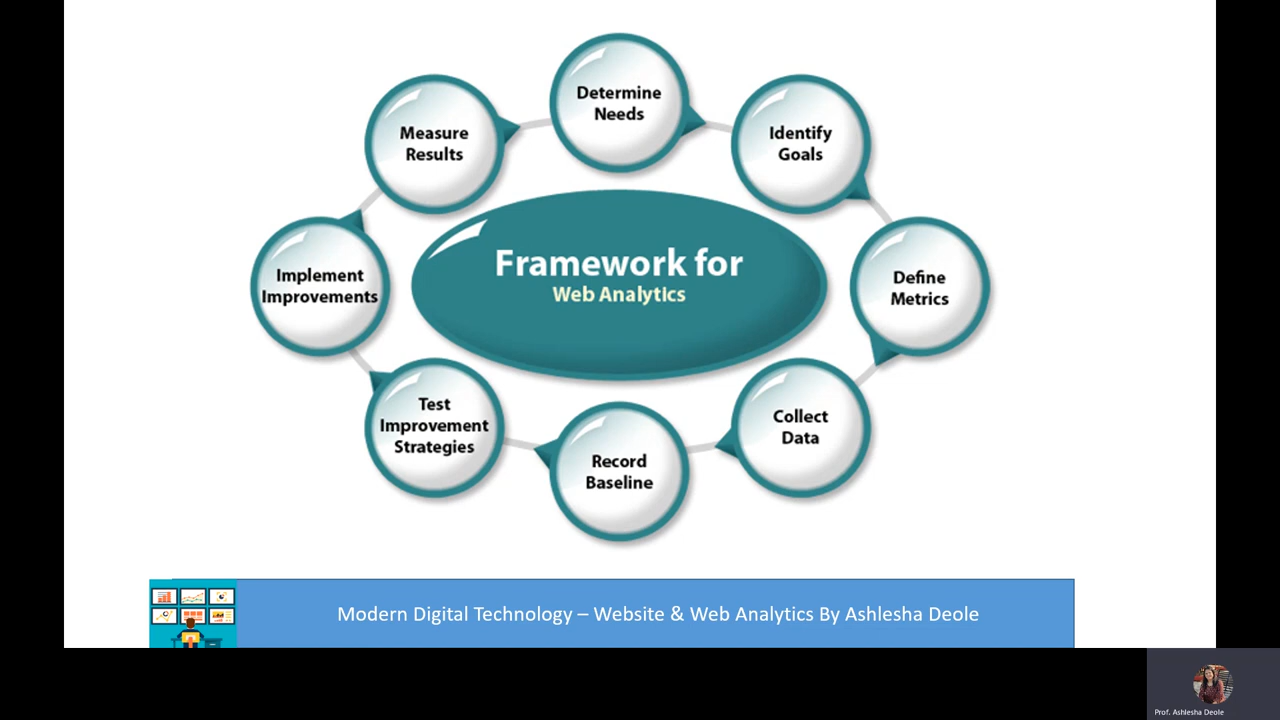 Determine
Needs
Identify
Goals
Define
Metrics
Collect
Data
Record
Baseline
Test
Improvement
Strategies
Implement
Improvements
Measure
Results
Framework for
Web Analytics
Modern Digital Technology – Website & Web Analytics By Ashlesha Deole
Prof. Ashlesha Deole